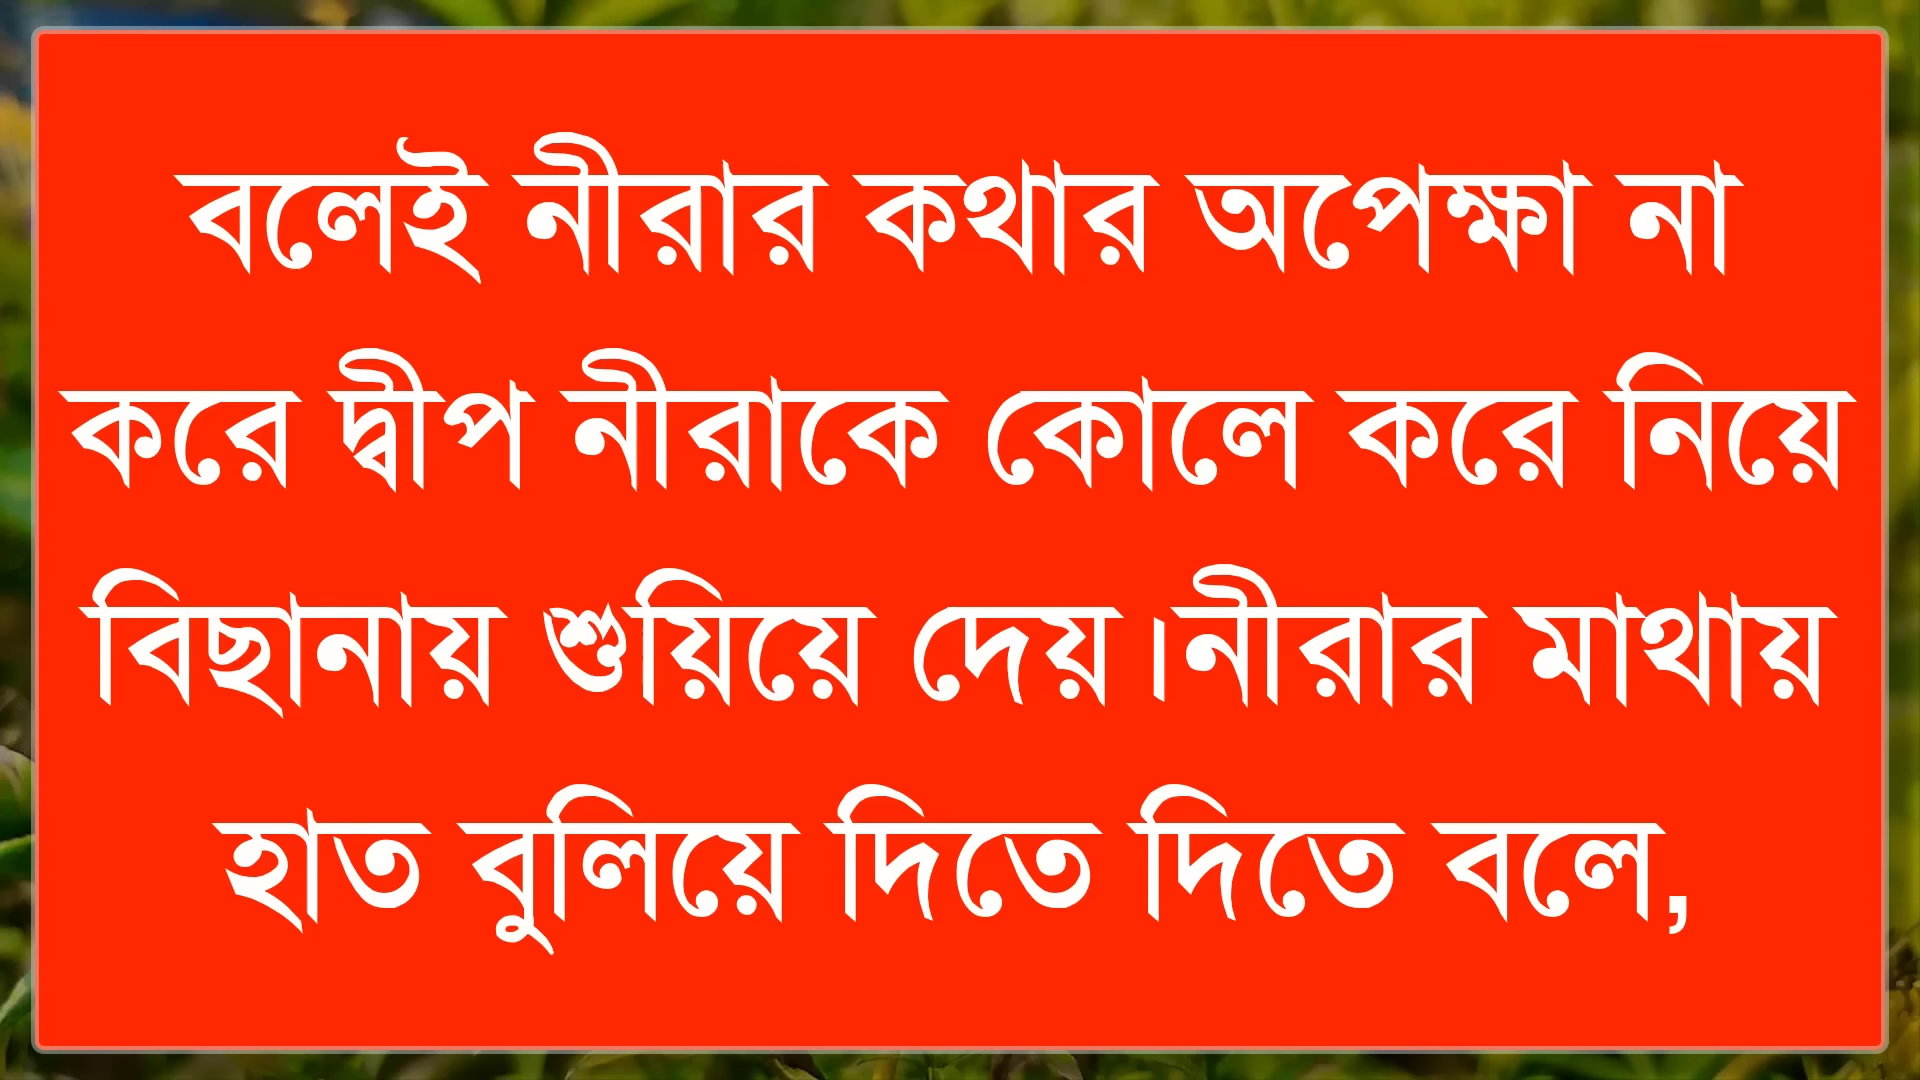 বলেই নীরার কথার অপেক্ষা না
করে দ্বীপ নীরাকে কোলে করে নিয়ে
বিছানায় শুয়িয়ে দেয়।নীরার মাথায়
হাত বুলিয়ে দিতে দিতে বলে,